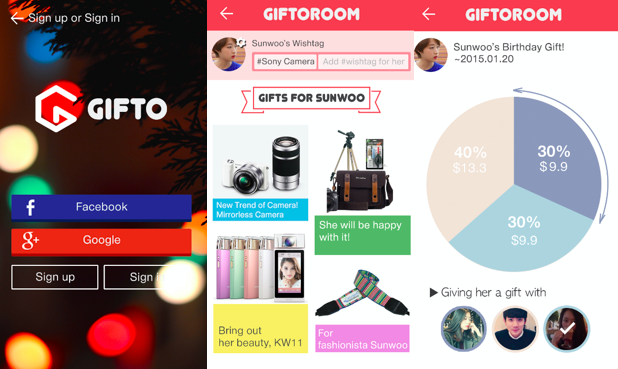 Sign up or Sign in
GIFTO
Facebook
g+ Google
Sign up
Sign
GIFTOROOM
Sunwoo's Wishtag
#Sony Camera
Add #wishtag for her
GIFTS FOR SUNWOO
New Trend of Camera!
Mirrorless Camera
She will be happy
with it!
Bring out
her beauty, KW11
For
fashionista Sunwoo
GIFTOROOM
Sunwoo's Birthday Gift!
~2015.01.20
40%
$13.3
30%
$9.9
30%
$9.9
Giving her a gift with